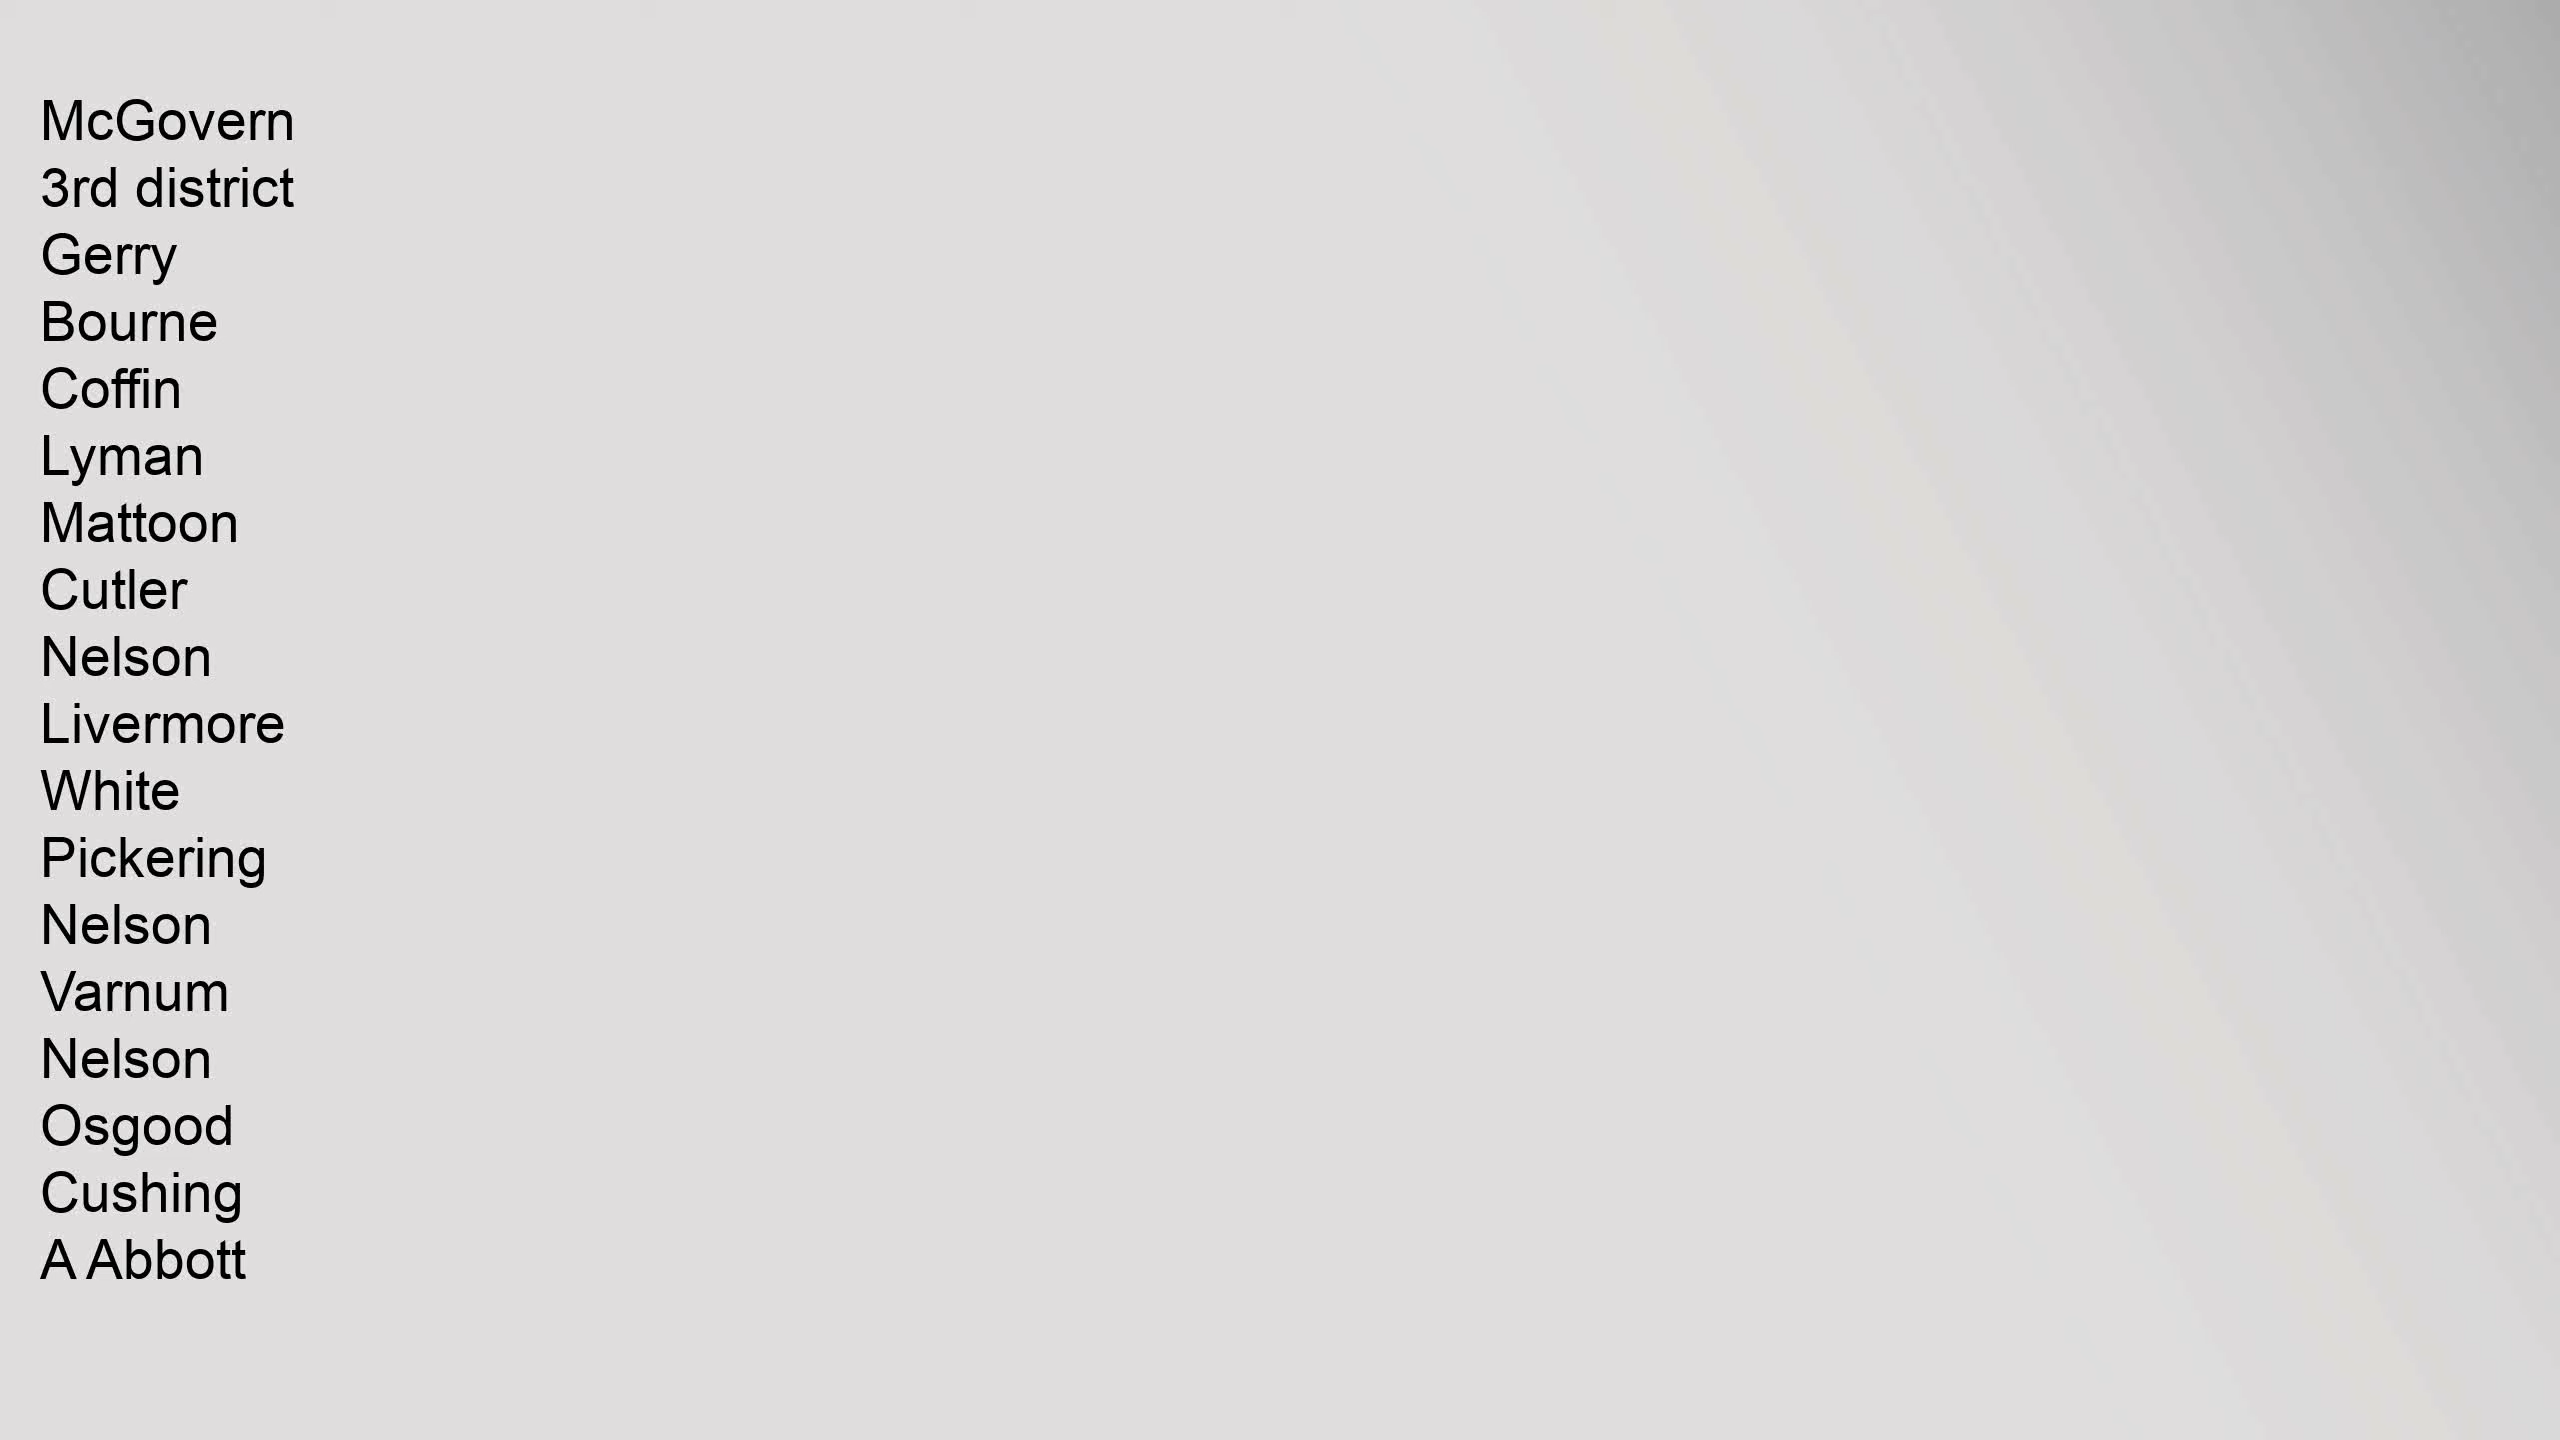 McGovern
3rd district
Gerry
Bourne
Coffin
Lyman
Mattoon
Cutler
Nelson
Livermore
White
Pickering
Nelson
Varnum
Nelson
Osgood
Cushing
A Abbott